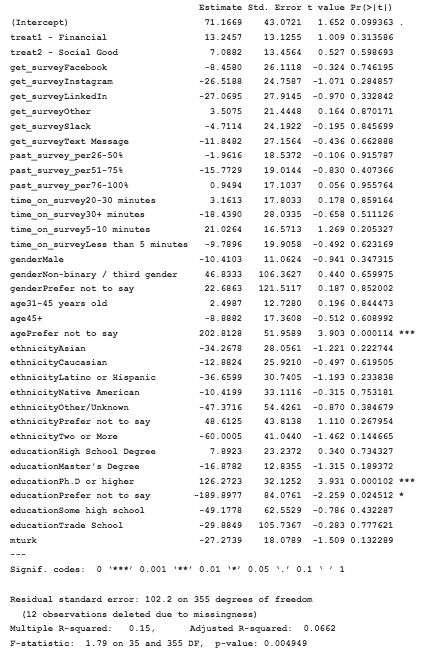 Estimate Std. Error t value Pr(>|t|)
(Intercept) 71.1669 43.0721 1.652 0.099363 .
treat1 - Financial 13.2457 13.1255 1.009 0.313586
treat2 - Social Good 7.0882 13.4564 0.527 0.598693
get_surveyFacebook -8.4580 26.1118 -0.324 0.746195
get_surveyInstagram -26.5188 24.7587 -1.071 0.284857
get_surveyLinkedIn -27.0695 27.9145 -0.970 0.332842
get_surveyOther 3.5075 21.4448 0.164 0.870171
get_surveySlack -4.7114 24.1922 -0.195 0.845699
get_surveyText Message -11.8482 27.1564 -0.436 0.662888
past_survey_per26-50% -1.9616 18.5372 -0.106 0.915787
past_survey_per51-75% -15.7729 19.0144 -0.830 0.407366
past_survey_per76-100% 0.9494 17.1037 0.056 0.955764
time_on_survey20-30 minutes 3.1613 17.8033 0.178 0.859164
time_on_survey30+ minutes -18.4390 28.0335 -0.658 0.511126
time_on_survey5-10 minutes 21.0264 16.5713 1.269 0.205327
time_on_surveyLess than 5 minutes -9.7896 19.9058 -0.492 0.623169
genderMale -10.4103 11.0624 -0.941 0.347315
genderNon-binary / third gender 46.8333 106.3627 0.440 0.659975
genderPrefer not to say 22.6863 121.5117 0.187 0.852002
age31-45 years old 2.4987 12.7280 0.196 0.844473
age45+ -8.8882 17.3608 -0.512 0.608992
agePrefer not to say 202.8128 51.9589 3.903 0.000114 ***
ethnicityAsian -34.2678 28.0561 -1.221 0.222744
ethnicityCaucasian -12.8824 25.9210 -0.497 0.619505
ethnicityLatino or Hispanic -36.6599 30.7405 -1.193 0.233838
ethnicityNative American -10.4199 33.1116 -0.315 0.753181
ethnicityOther/Unknown -47.3716 54.4261 -0.870 0.384679
ethnicityPrefer not to say 48.6125 43.8138 1.110 0.267954
ethnicityTwo or More -60.0005 41.0440 -1.462 0.144665
educationHigh School Degree 7.8923 23.2372 0.340 0.734327
educationMaster's Degree -16.8782 12.8355 -1.315 0.189372
educationPh.D or higher 126.2723 32.1252 3.931 0.000102 ***
educationPrefer not to say -189.8977 84.0761 -2.259 0.024512 *
educationSome high school -49.1778 62.5529 -0.786 0.432287
educationTrade School -29.8849 105.7367 -0.283 0.777621
mturk -27.2739 18.0789 -1.509 0.132289
---
Signif. codes: 0 '***' 0.001 '**' 0.01 '*' 0.05 '.' 0.1 ' ' 1
Residual standard error: 102.2 on 355 degrees of freedom
(12 observations deleted due to missingness)
Multiple R-squared: 0.15, Adjusted R-squared: 0.0662
F-statistic: 1.79 on 35 and 355 DF, p-value: 0.004949